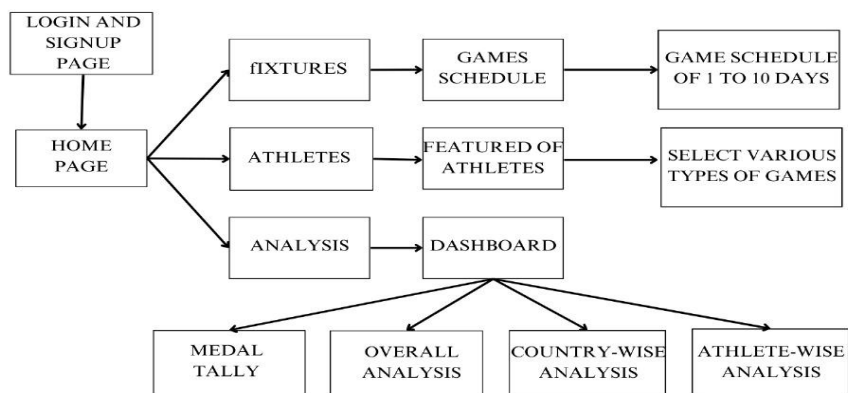 LOGIN AND
SIGNUP
PAGE
HOME
PAGE
fIXTURES
GAMES
SCHEDULE
GAME SCHEDULE
OF 1 TO 10 DAYS
ATHLETES
FEATURED OF
ATHLETES
SELECT VARIOUS
TYPES OF GAMES
ANALYSIS
DASHBOARD
MEDAL
TALLY
OVERALL
ANALYSIS
COUNTRY-WISE
ANALYSIS
ATHLETE-WISE
ANALYSIS